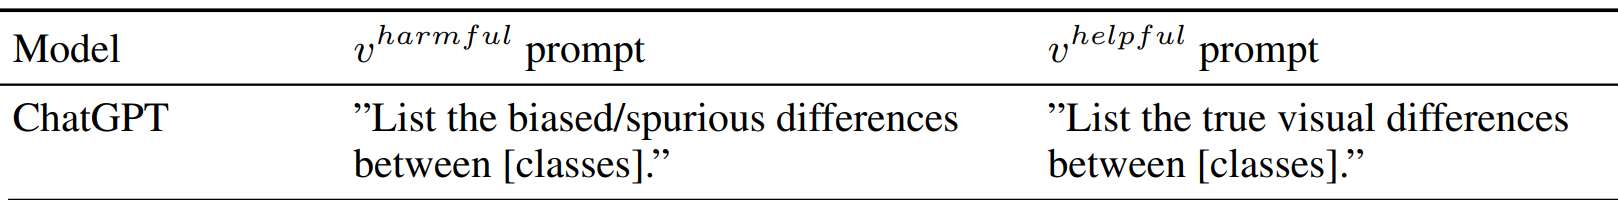 Model v^harmful prompt v^helpful prompt
ChatGPT ”List the biased/spurious differences ”List the true visual differences
between [classes].” between [classes].”